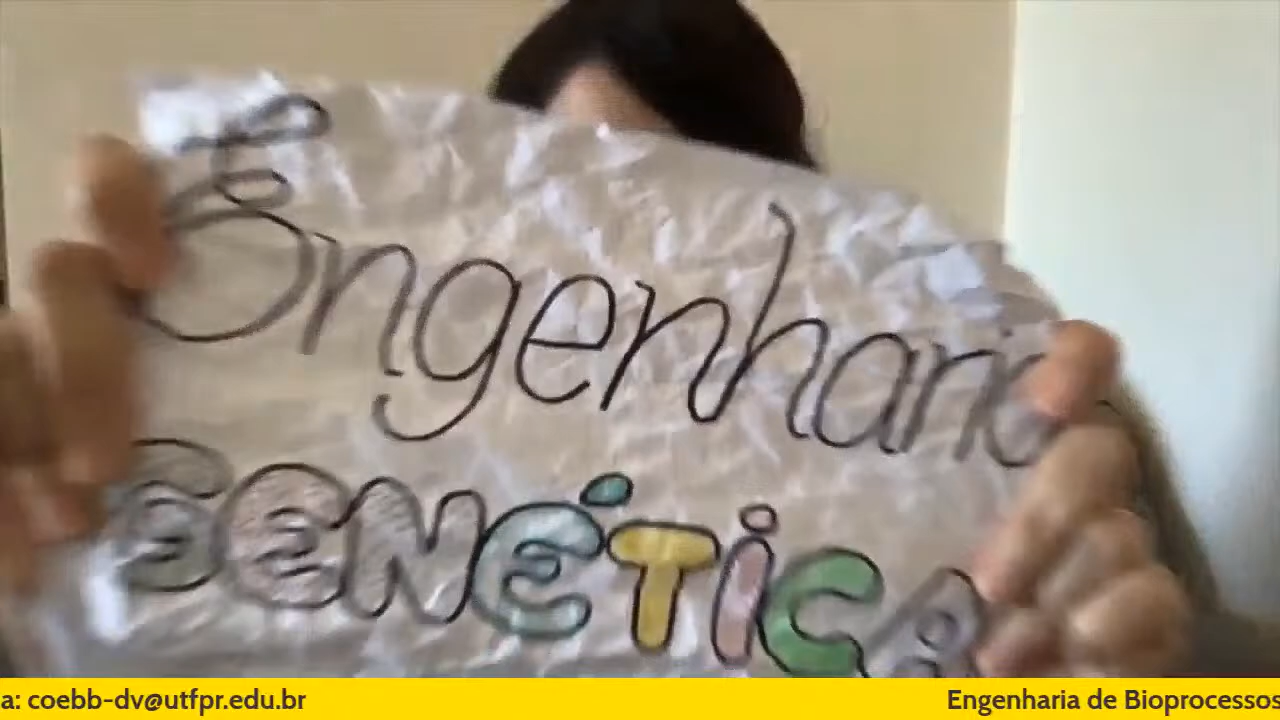 Engenharia
GENÉTICA
a: coebb-dv@utfpr.edu.br
Engenharia de Bioprocessos